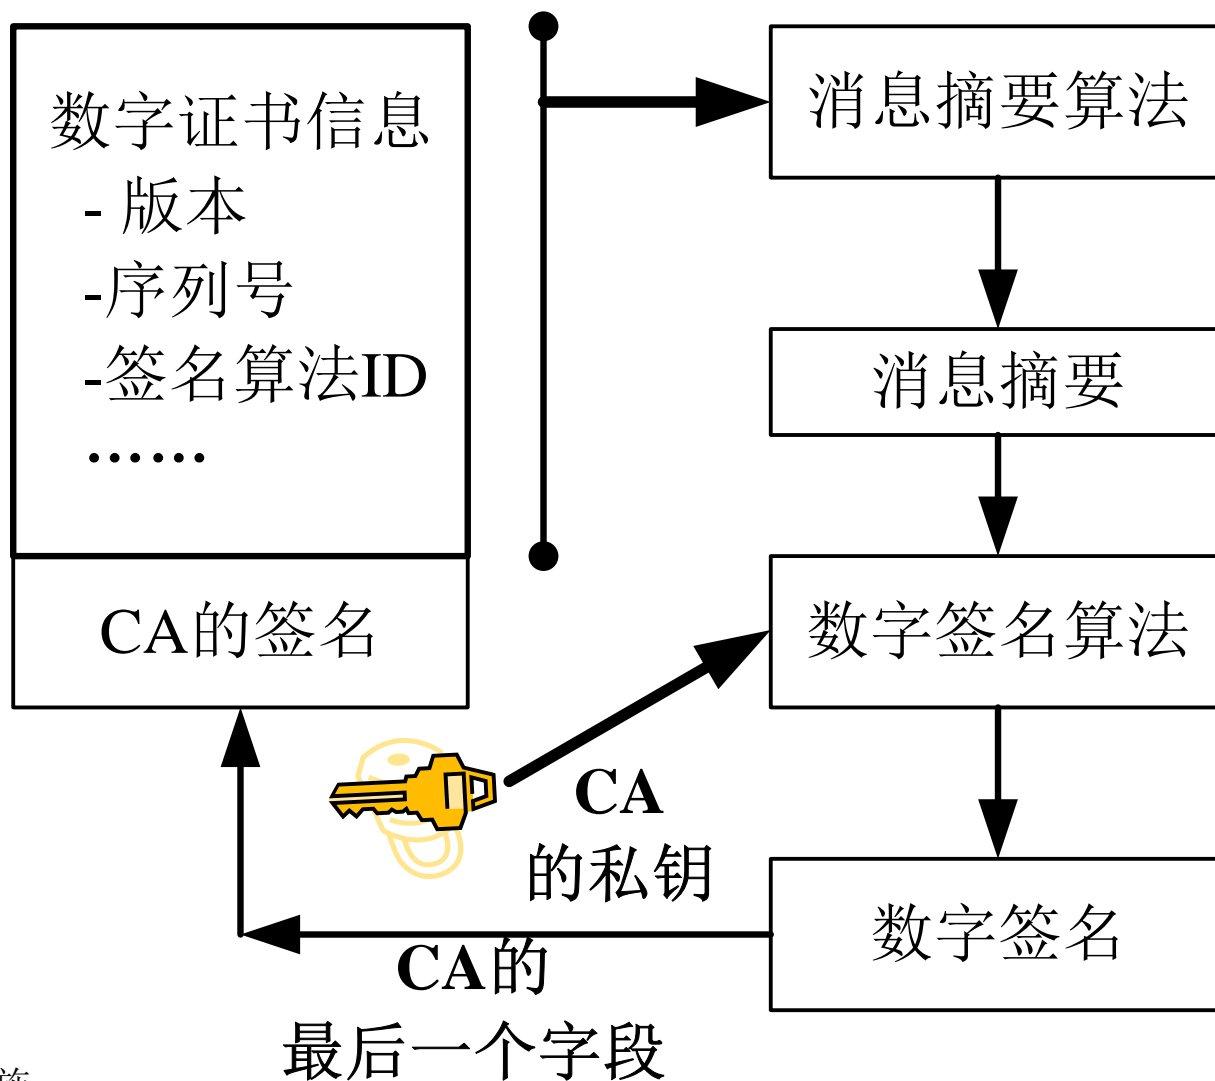 数字证书信息
- 版本
-序列号
-签名算法ID
……
CA的签名
消息摘要算法
消息摘要
数字签名算法
CA
的私钥
数字签名
CA的
最后一个字段